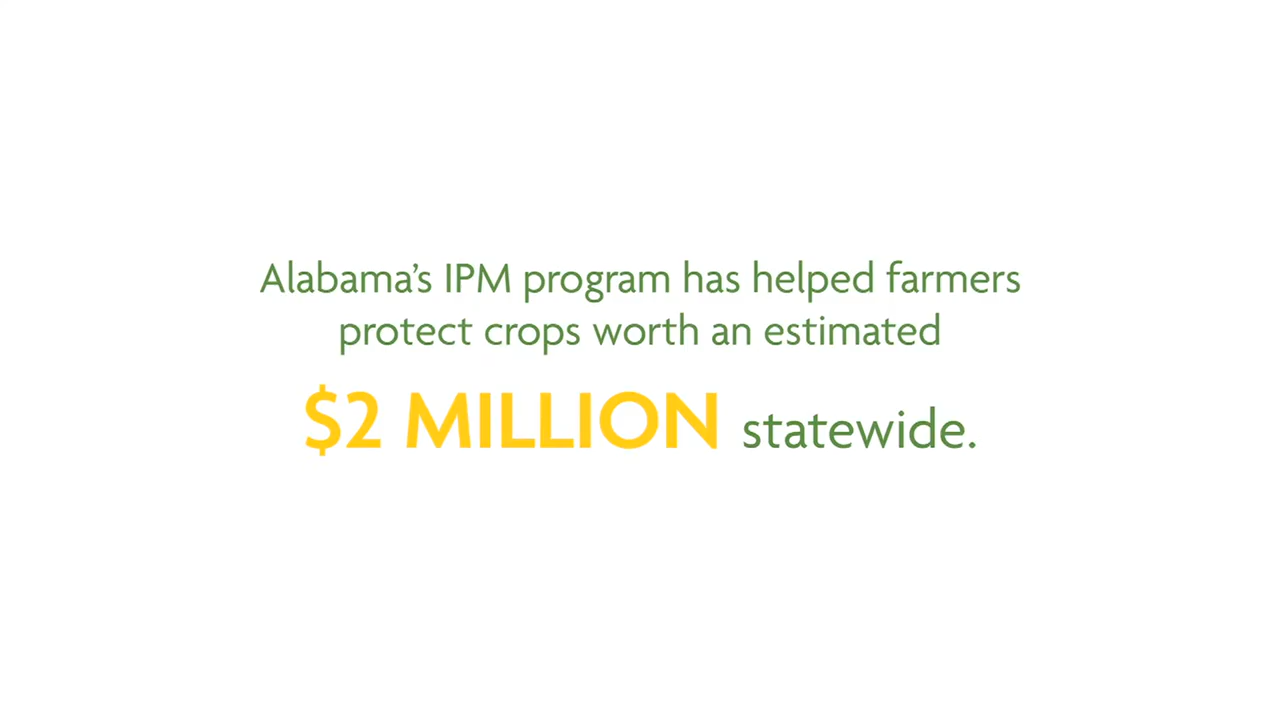 Alabama’s IPM program has helped farmers
protect crops worth an estimated
$2 MILLION statewide.